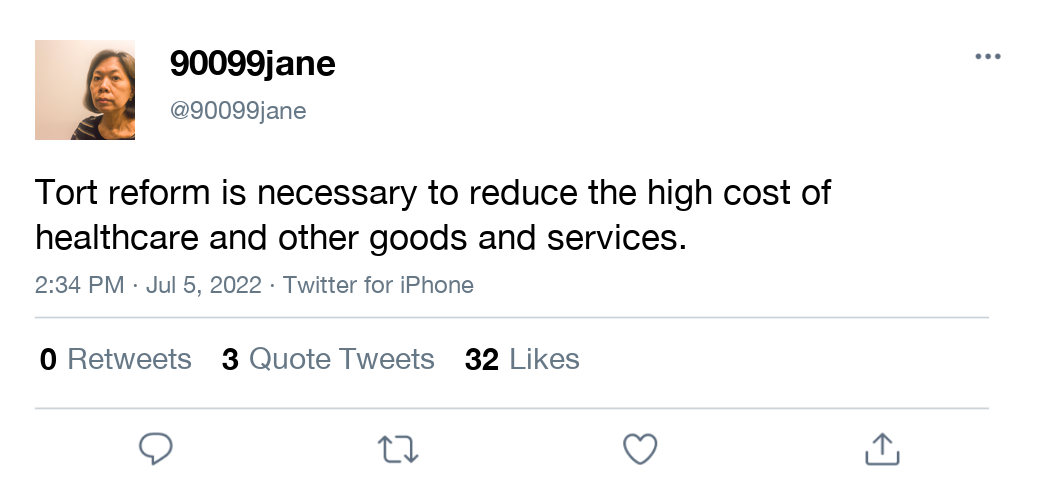 90099jane
@90099jane
Tort reform is necessary to reduce the high cost of
healthcare and other goods and services.
2:34 PM · Jul 5, 2022 · Twitter for iPhone
0 Retweets 3 Quote Tweets 32 Likes